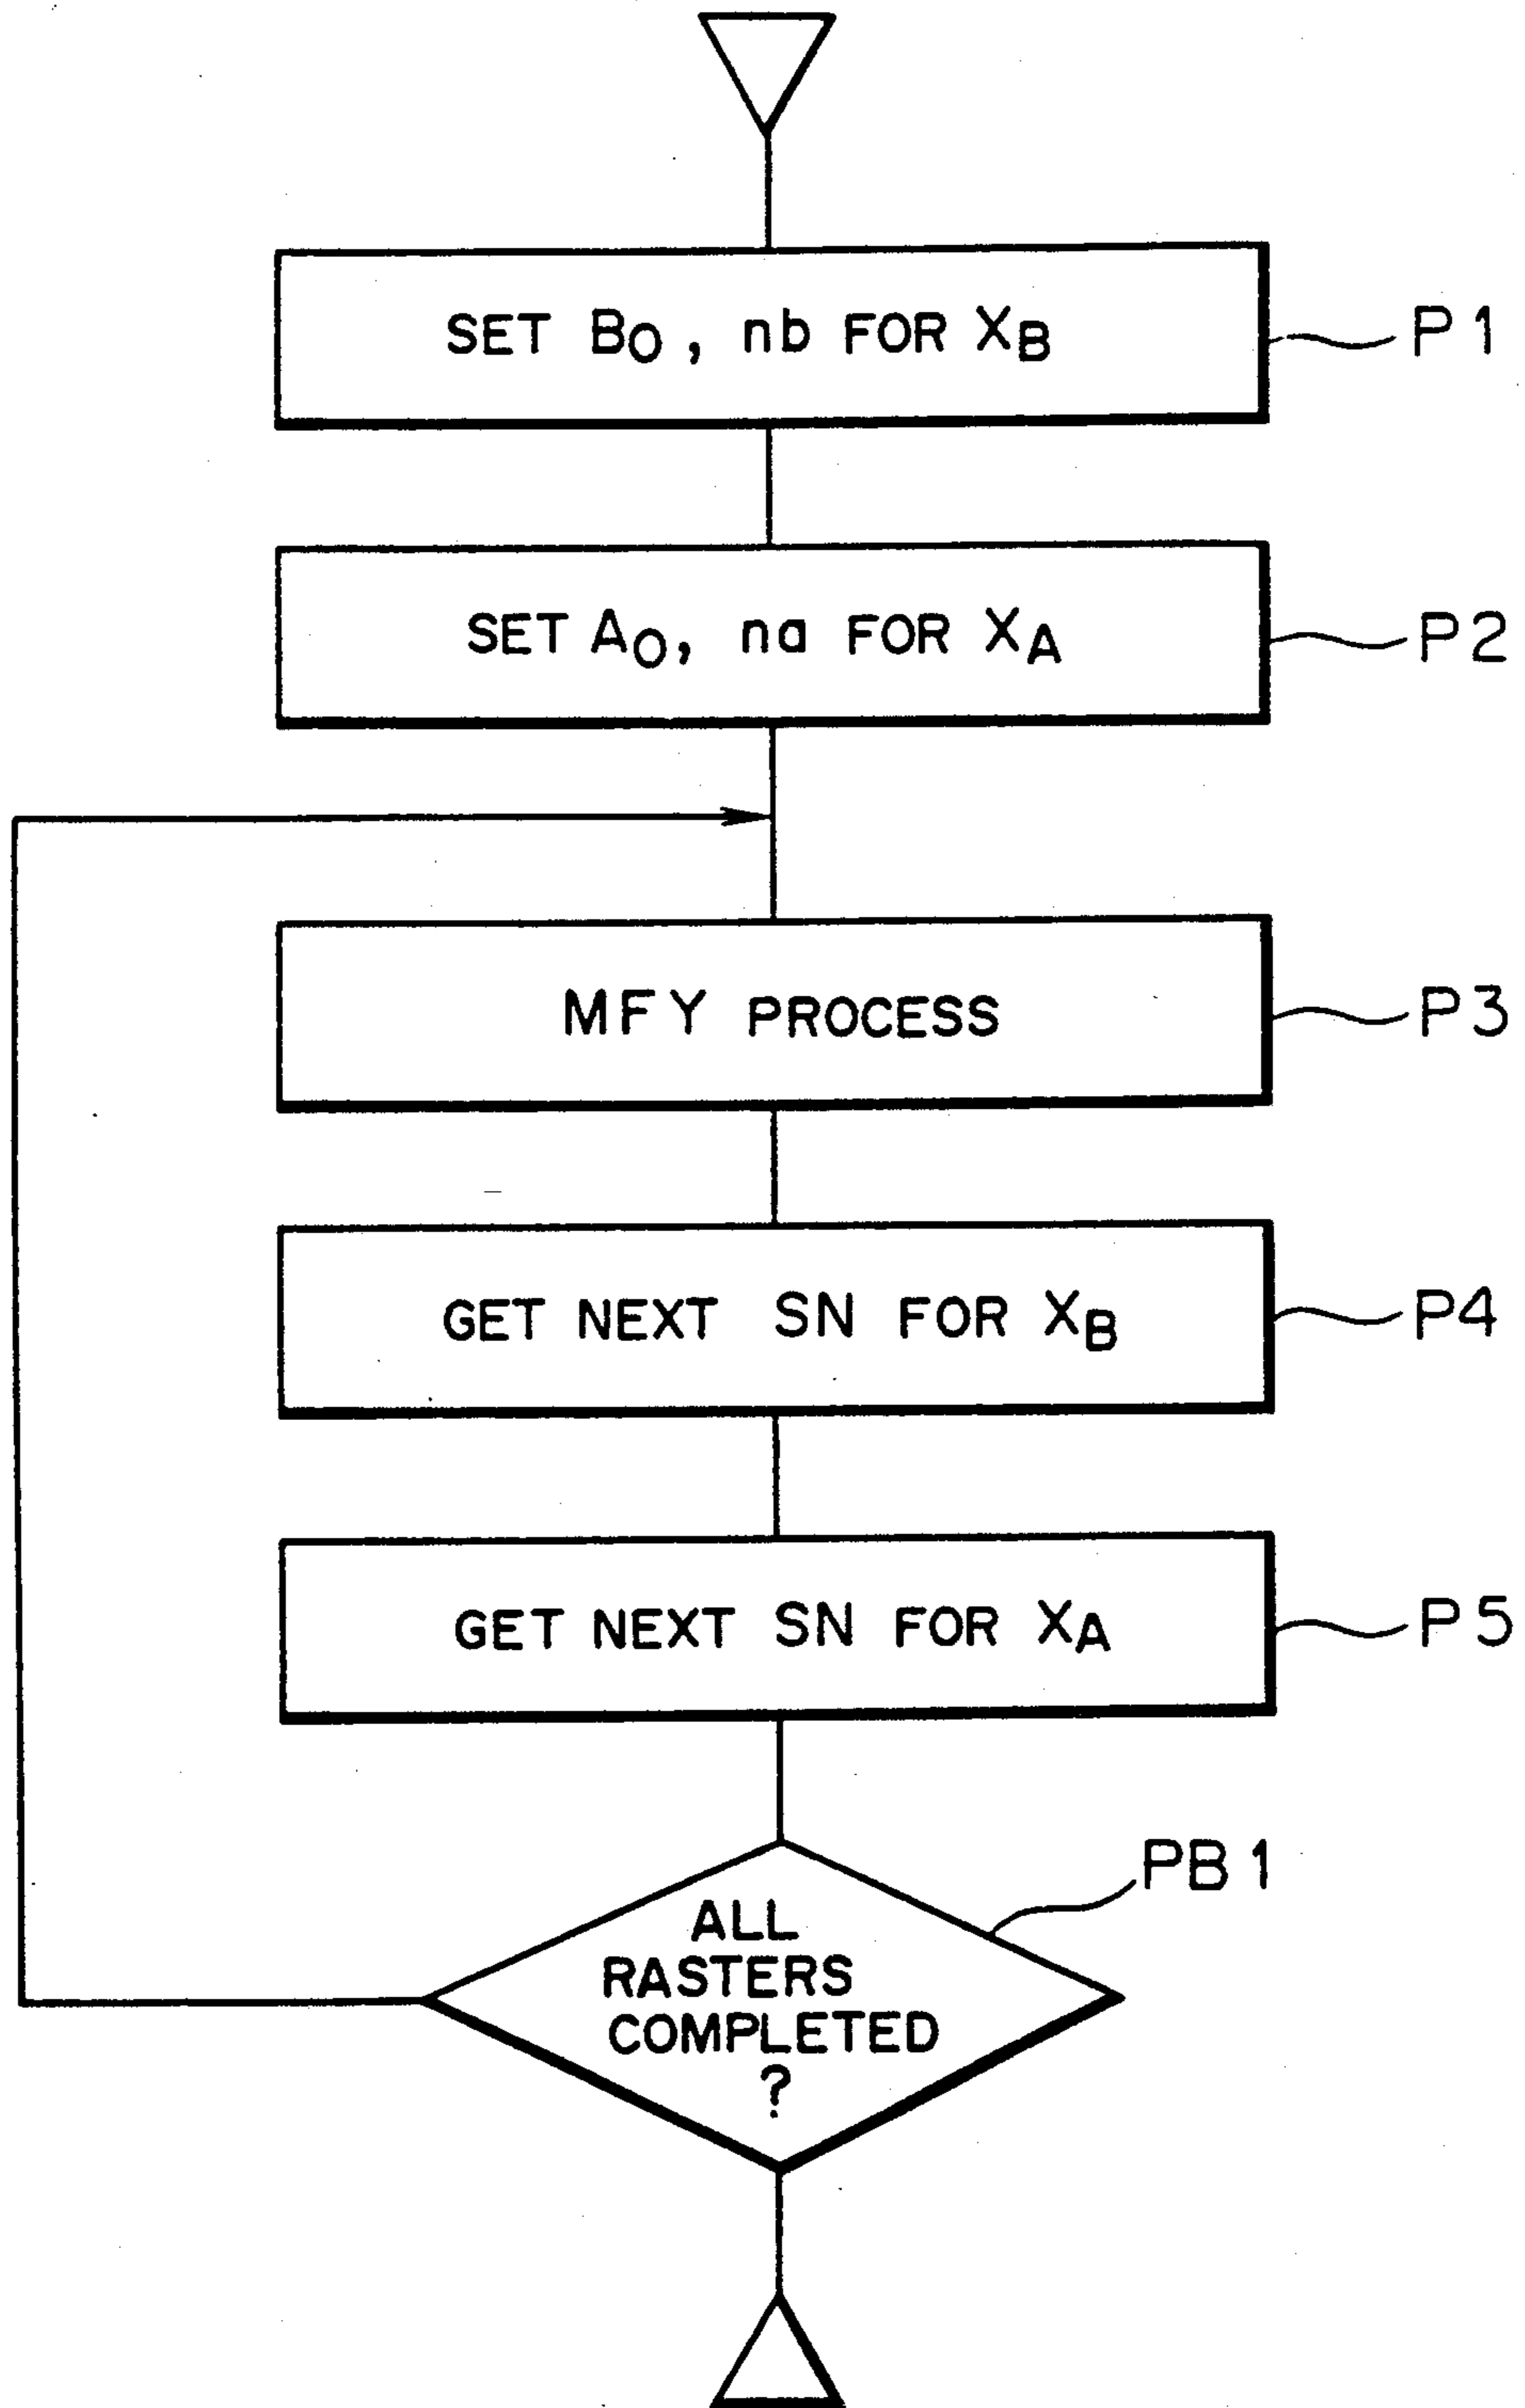 SET B0, nb FOR XB P1
SET A0, na FOR XA P2
MFY PROCESS P3
GET NEXT SN FOR XB P4
GET NEXT SN FOR XA P5
PB1
ALL
RASTERS
COMPLETED
?